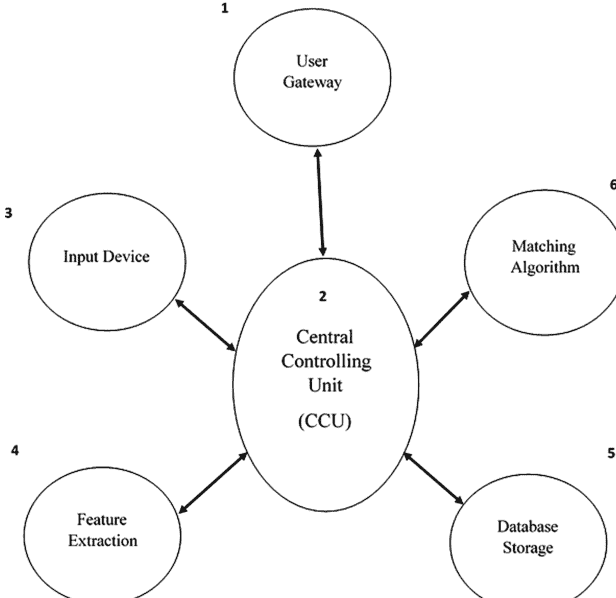 1
User
Gateway
3
Input Device
6
Matching
Algorithm
2
Central
Controlling
Unit
(CCU)
4
Feature
Extraction
5
Database
Storage